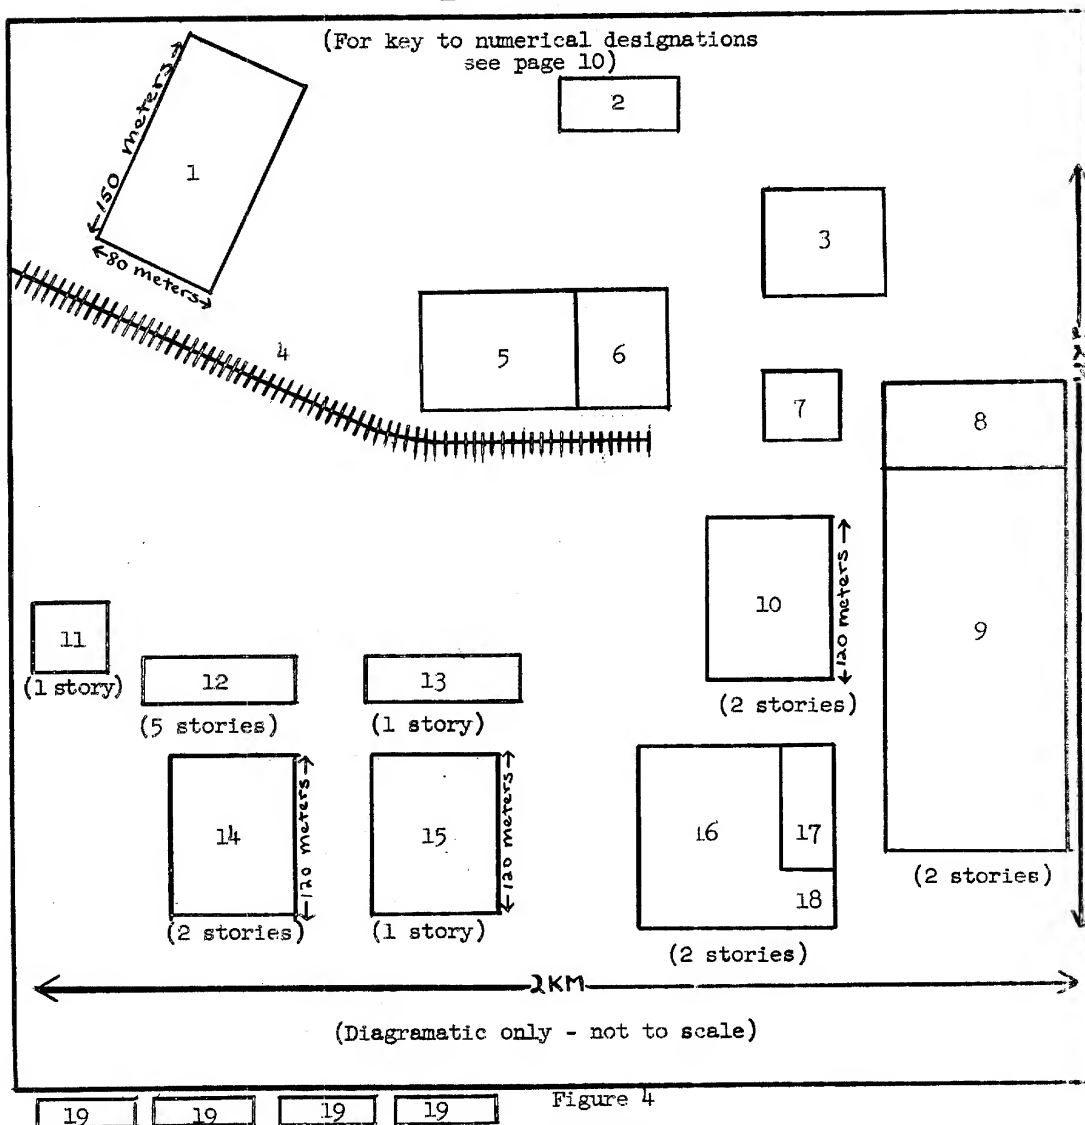 (For key to numerical designations
see page 10)
1
150 meters
80 meters
2
3
4
5
6
7
8
9
10
120 meters
(2 stories)
(2 stories)
11
(1 story)
12
(5 stories)
13
(1 story)
14
120 meters
(2 stories)
15
120 meters
(1 story)
16
17
18
(2 stories)
2KM
(Diagramatic only - not to scale)
Figure 4
19
19
19
19